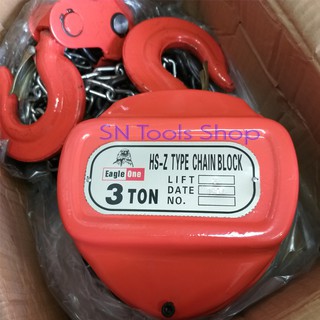 SN Tools Shop
HS-Z TYPE CHAIN BLOCK
Eagle One
3 TON
LIFT
DATE
NO.